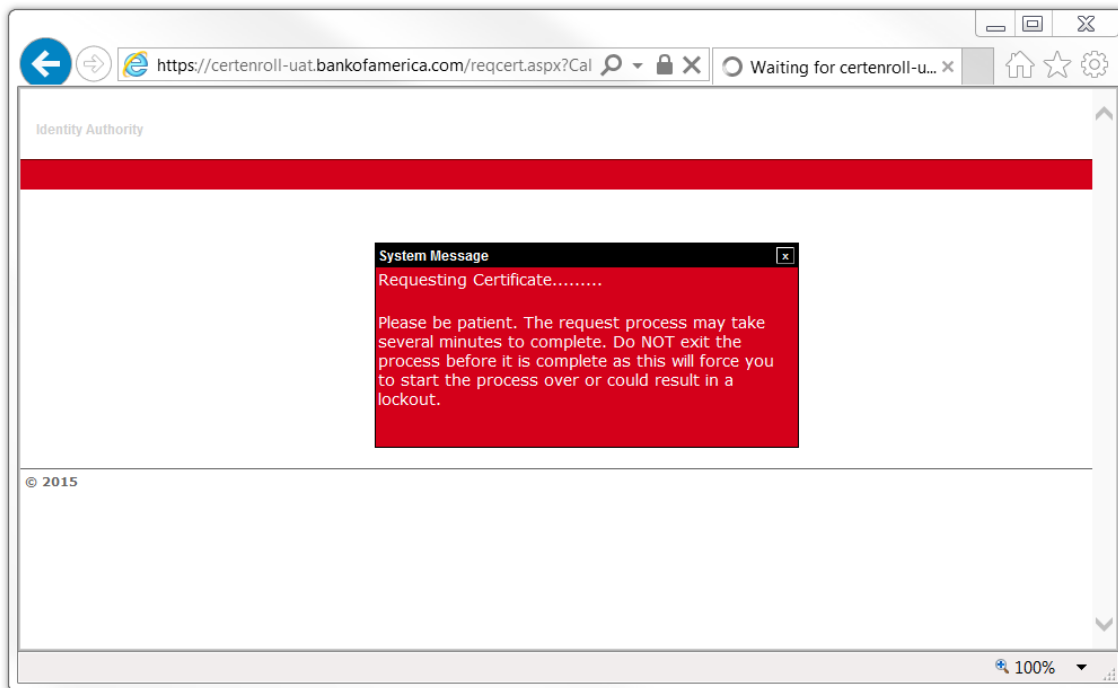 https://certenroll-uat.bankofamerica.com/reqcert.aspx?Cal
Waiting for certenroll-u...
Identity Authority
System Message
x
Requesting Certificate.........
Please be patient. The request process may take
several minutes to complete. Do NOT exit the
process before it is complete as this will force you
to start the process over or could result in a
lockout.
© 2015
100%